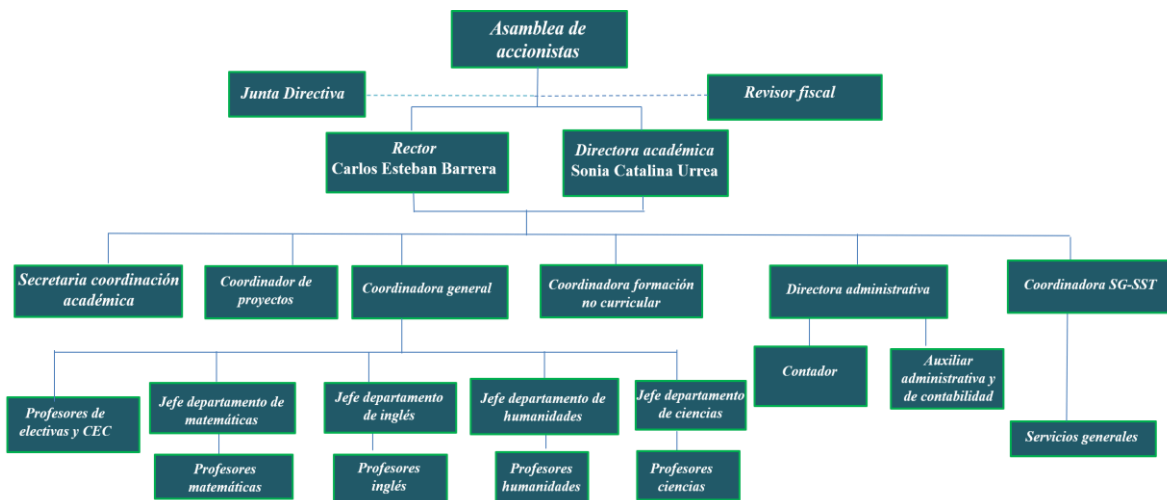 Asamblea de
accionistas
Junta Directiva
Revisor fiscal
Rector
Carlos Esteban Barrera
Directora académica
Sonia Catalina Urrea
Secretaria coordinación
académica
Coordinador de
proyectos
Coordinadora general
Coordinadora formación
no curricular
Directora administrativa
Coordinadora SG-SST
Contador
Auxiliar
administrativa y
de contabilidad
Profesores de
electivas y CEC
Jefe departamento de
matemáticas
Jefe departamento
de inglés
Jefe departamento de
humanidades
Jefe departamento
de ciencias
Servicios generales
Profesores
matemáticas
Profesores
inglés
Profesores
humanidades
Profesores
ciencias